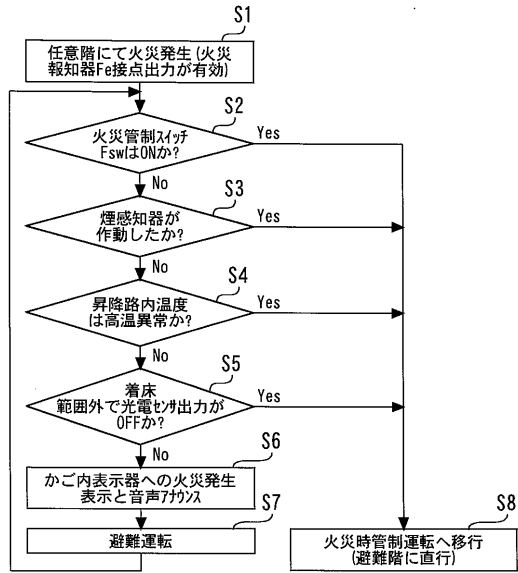 S1
任意階にて火災発生(火災
報知器Fe接点出力が有効)
S2
火災管制ｽｲｯﾁ
FswはONか?
Yes
No
S3
煙感知器が
作動したか?
Yes
No
S4
昇降路内温度
は高温異常か?
Yes
No
S5
着床
範囲外で光電ｾﾝｻ出力が
OFFか?
Yes
No
S6
かご内表示器への火災発生
表示と音声ｱﾅｳﾝｽ
S7
避難運転
S8
火災時管制運転へ移行
(避難階に直行)